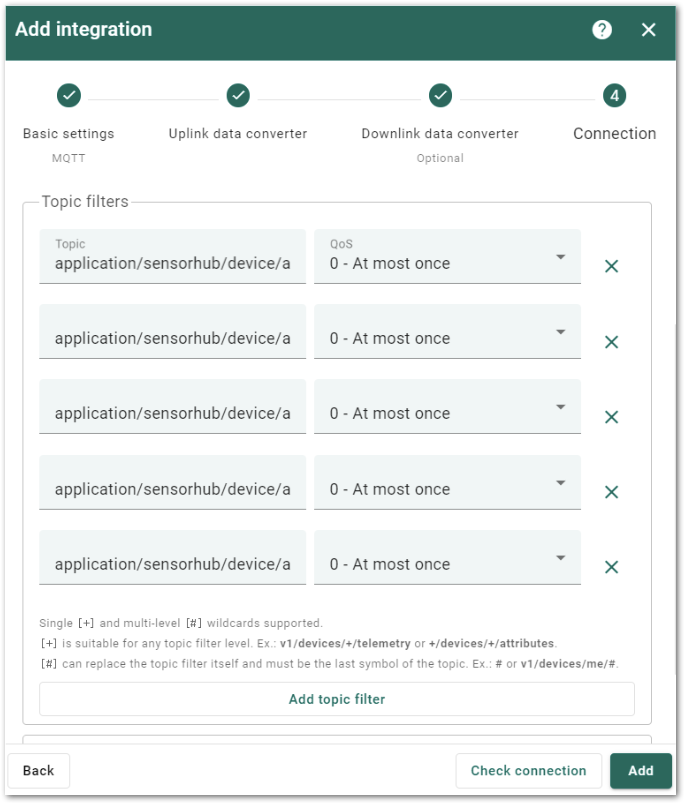 Add integration
?
4
Basic settings
Uplink data converter
Downlink data converter
Connection
MQTT
Optional
Topic filters
Topic
QoS
application/sensorhub/device/a
0 - At most once
application/sensorhub/device/a
0 - At most once
application/sensorhub/device/a
0 - At most once
application/sensorhub/device/a
0 - At most once
application/sensorhub/device/a
0 - At most once
Single [+] and multi-level [#] wildcards supported.
[+] is suitable for any topic filter level. Ex.: v1/devices/+/telemetry or +/devices/+/attributes.
[#] can replace the topic filter itself and must be the last symbol of the topic. Ex.: # or v1/devices/me/#.
Add topic filter
Back
Check connection
Add